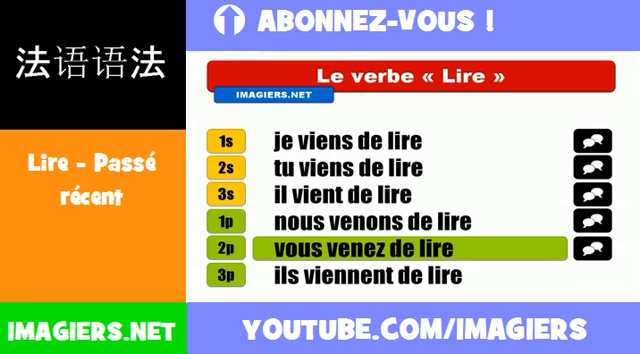 法语语法
Lire - Passé
récent
IMAGIERS.NET
ABONNEZ-VOUS !
Le verbe « Lire »
IMAGIERS.NET
1s je viens de lire
2s tu viens de lire
3s il vient de lire
1p nous venons de lire
2p vous venez de lire
3p ils viennent de lire
YOUTUBE.COM/IMAGIERS